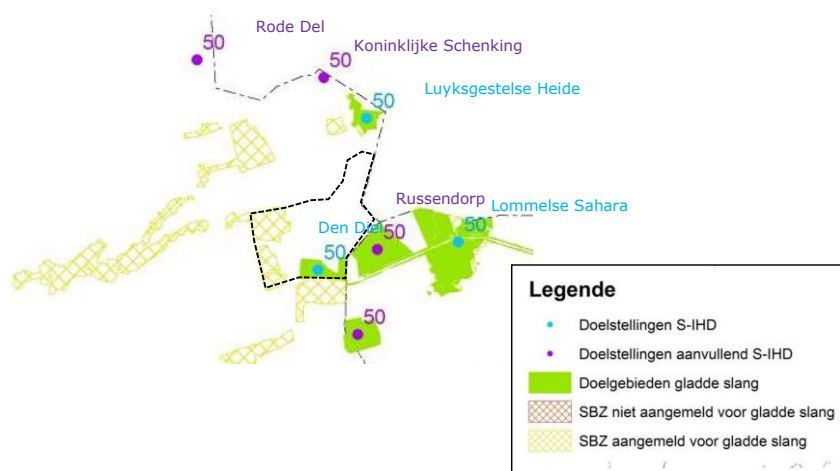 Rode Del
50
Koninklijke Schenking
50
Luyksgestelse Heide
50
Russendorp
Lommelse Sahara
Den Diel
50
50
50
50
Legende
Doelstellingen S-IHD
Doelstellingen aanvullend S-IHD
Doelgebieden gladde slang
SBZ niet aangemeld voor gladde slang
SBZ aangemeld voor gladde slang